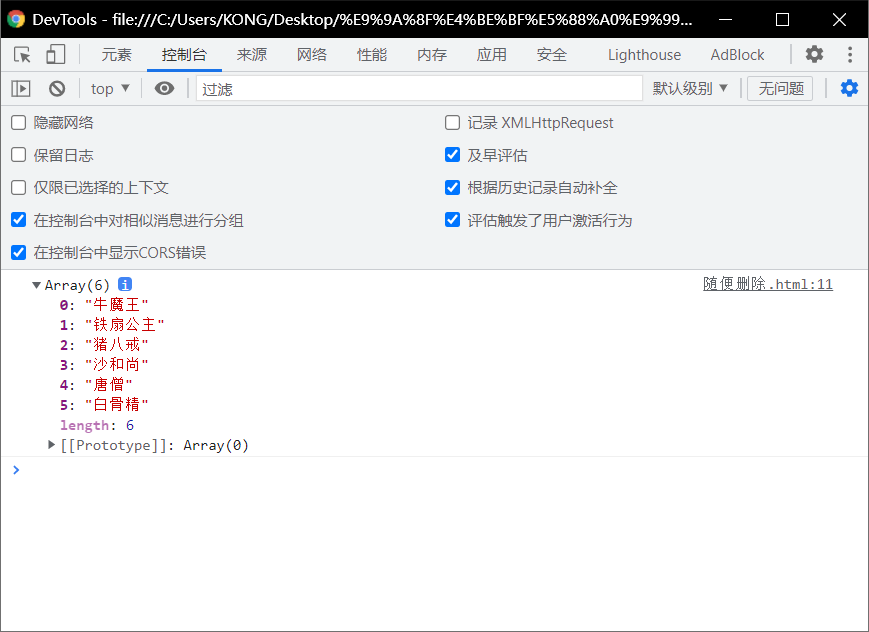 DevTools - file:///C:/Users/KONG/Desktop/%E9%9A%8F%E4%BE%BF%E5%88%A0%E9%99...
元素 控制台 来源 网络 性能 内存 应用 安全 Lighthouse AdBlock
top 过滤 默认级别 无问题
隐藏网络 记录 XMLHttpRequest
保留日志 及早评估
仅限已选择的上下文 根据历史记录自动补全
在控制台中对相似消息进行分组 评估触发了用户激活行为
在控制台中显示CORS错误
Array(6) i 随便删除.html:11
0: "牛魔王"
1: "铁扇公主"
2: "猪八戒"
3: "沙和尚"
4: "唐僧"
5: "白骨精"
length: 6
[[Prototype]]: Array(0)